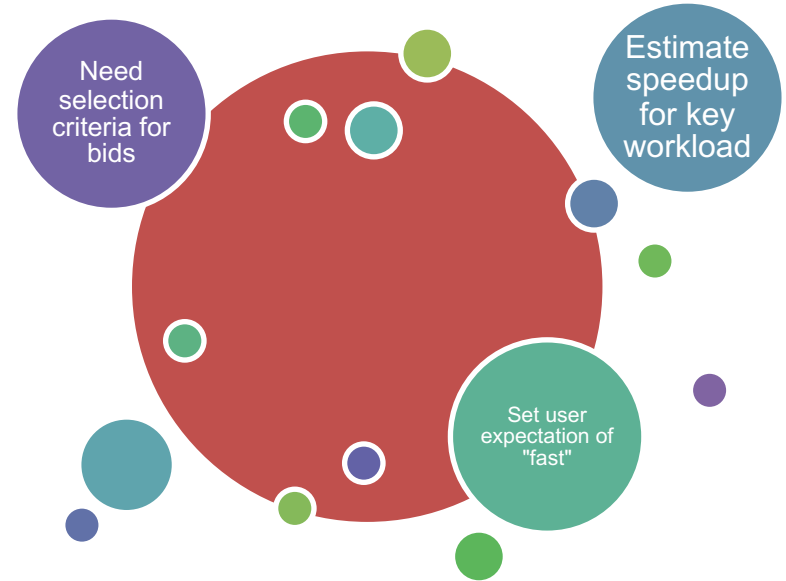 Need
selection
criteria for
bids
Estimate
speedup
for key
workload
Set user
expectation of
"fast"